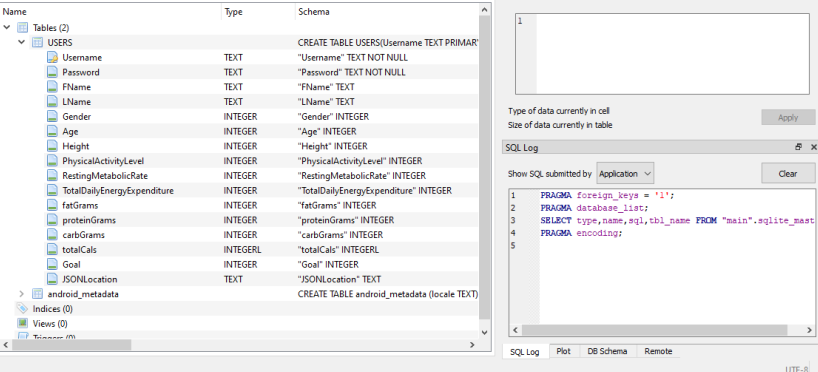 Name Type Schema
Tables (2)
USERS CREATE TABLE USERS(Username TEXT PRIMAR
Username TEXT "Username" TEXT NOT NULL
Password TEXT "Password" TEXT NOT NULL
FName TEXT "FName" TEXT
LName TEXT "LName" TEXT
Gender INTEGER "Gender" INTEGER
Age INTEGER "Age" INTEGER
Height INTEGER "Height" INTEGER
PhysicalActivityLevel INTEGER "PhysicalActivityLevel" INTEGER
RestingMetabolicRate INTEGER "RestingMetabolicRate" INTEGER
TotalDailyEnergyExpenditure INTEGER "TotalDailyEnergyExpenditure" INTEGER
fatGrams INTEGER "fatGrams" INTEGER
proteinGrams INTEGER "proteinGrams" INTEGER
carbGrams INTEGER "carbGrams" INTEGER
totalCals INTEGERL "totalCals" INTEGERL
Goal INTEGER "Goal" INTEGER
JSONLocation TEXT "JSONLocation" TEXT
android_metadata CREATE TABLE android_metadata (locale TEXT)
Indices (0)
Views (0)
Triggers (0)
1
Type of data currently in cell
Size of data currently in table
Apply
SQL Log
Show SQL submitted by Application Clear
1 PRAGMA foreign_keys = '1';
2 PRAGMA database_list;
3 SELECT type,name,sql,tbl_name FROM "main".sqlite_mast
4 PRAGMA encoding;
5
SQL Log Plot DB Schema Remote
UTF-8